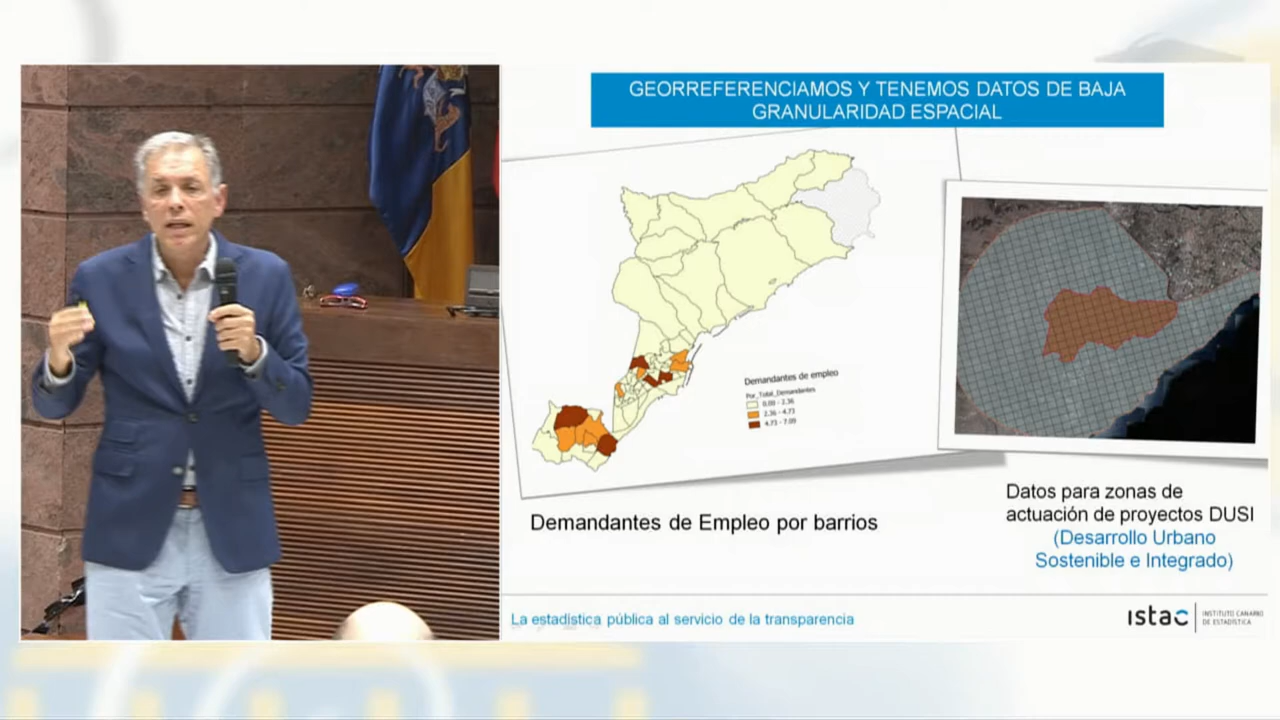 GEORREFERENCIAMOS Y TENEMOS DATOS DE BAJA
GRANULARIDAD ESPACIAL
Demandantes de empleo
Por_Total_Demandantes
0.00 - 2.36
2.36 - 4.73
4.73 - 7.09
Demandantes de Empleo por barrios
Datos para zonas de
actuación de proyectos DUSI
(Desarrollo Urbano
Sostenible e Integrado)
La estadística pública al servicio de la transparencia
istac
INSTITUTO CANARIO
DE ESTADÍSTICA